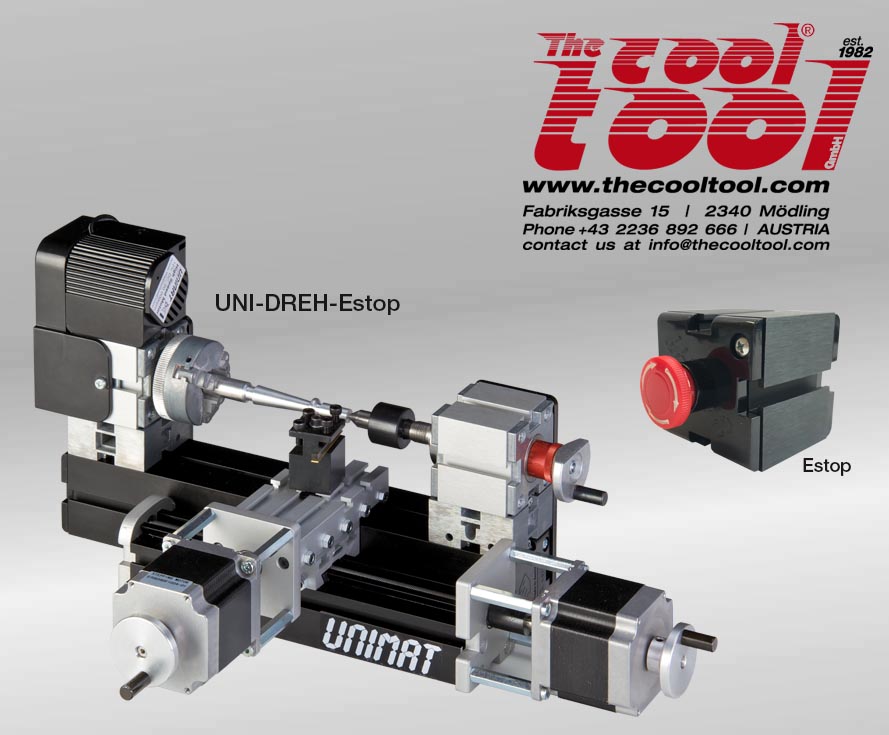 The cool tool® GmbH
est. 1982
www.thecooltool.com
Fabriksgasse 15 | 2340 Mödling
Phone +43 2236 892 666 | AUSTRIA
contact us at info@thecooltool.com
UNI-DREH-Estop
Estop
UNIMAT